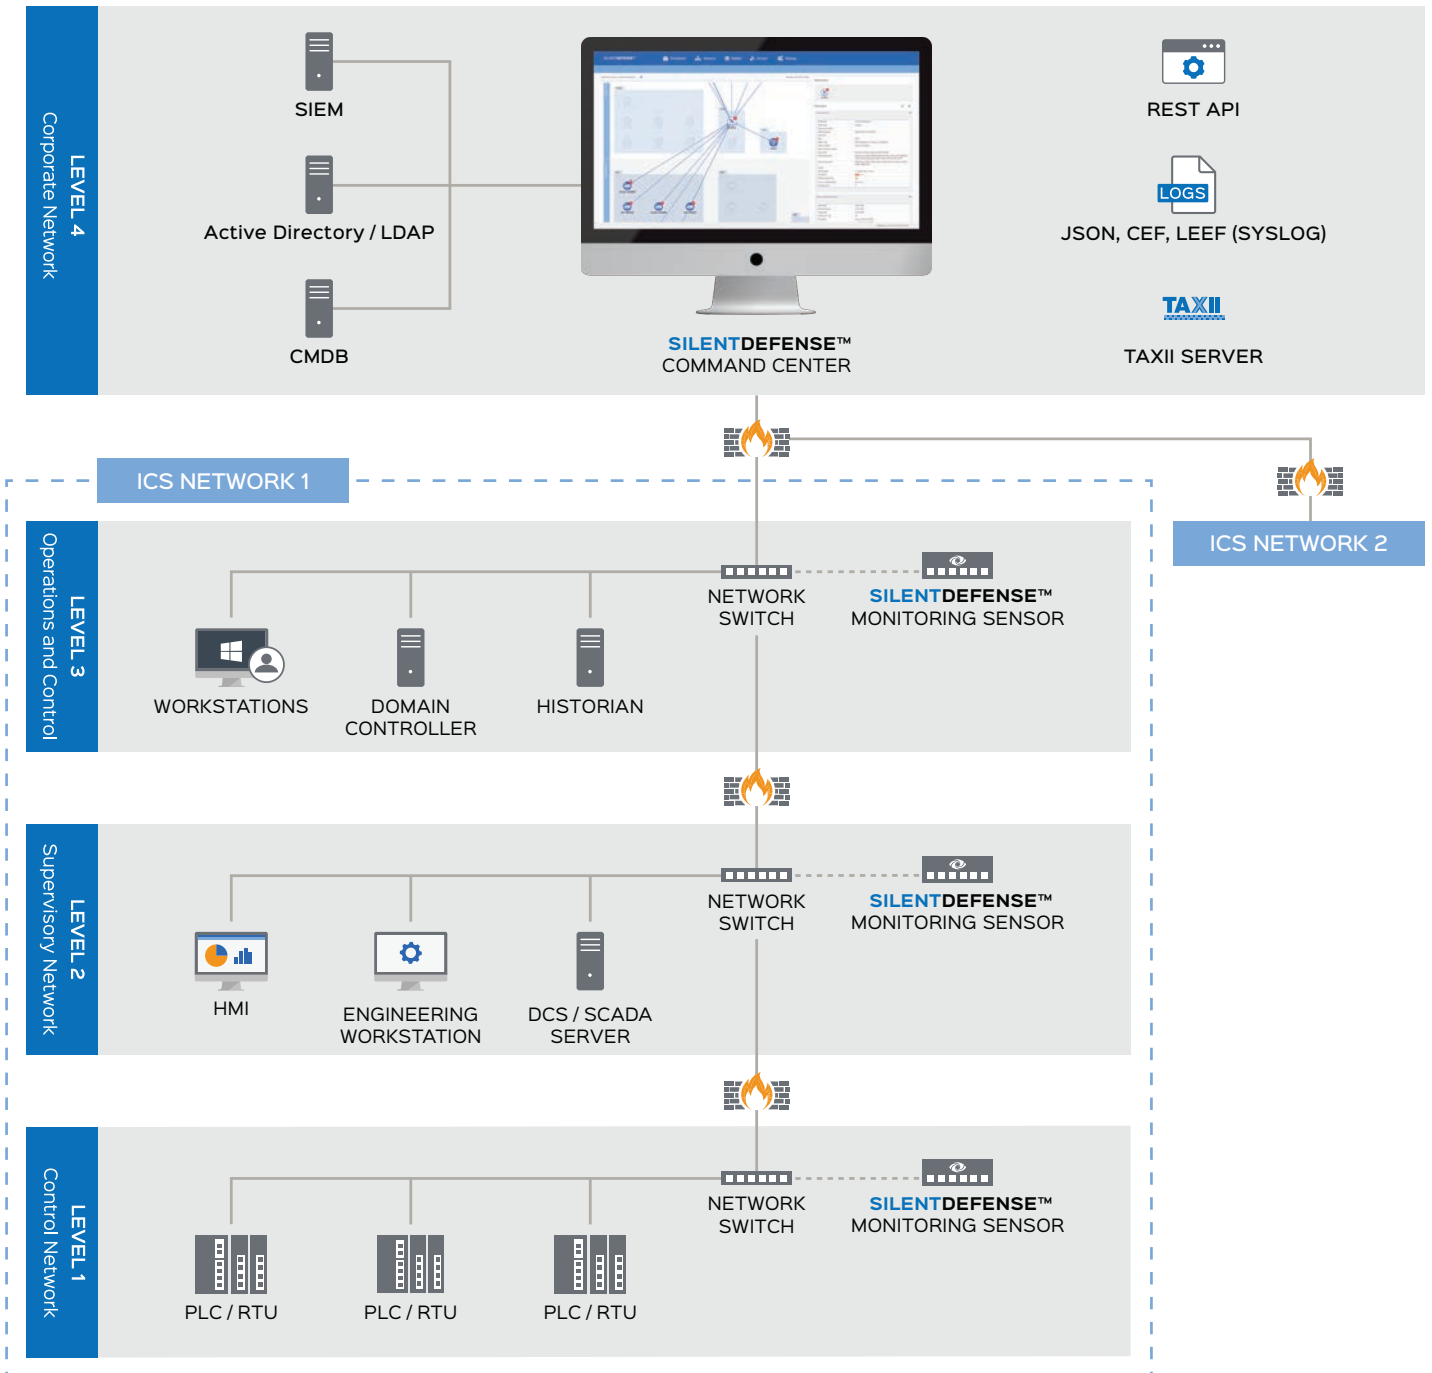 LEVEL 4
Corporate Network
SIEM
Active Directory / LDAP
CMDB
SILENTDEFENSE™
COMMAND CENTER
REST API
LOGS
JSON, CEF, LEEF (SYSLOG)
TAXII
TAXII SERVER
ICS NETWORK 1
ICS NETWORK 2
LEVEL 3
Operations and Control
WORKSTATIONS
DOMAIN
CONTROLLER
HISTORIAN
NETWORK
SWITCH
SILENTDEFENSE™
MONITORING SENSOR
LEVEL 2
Supervisory Network
HMI
ENGINEERING
WORKSTATION
DCS / SCADA
SERVER
NETWORK
SWITCH
SILENTDEFENSE™
MONITORING SENSOR
LEVEL 1
Control Network
PLC / RTU
PLC / RTU
PLC / RTU
NETWORK
SWITCH
SILENTDEFENSE™
MONITORING SENSOR